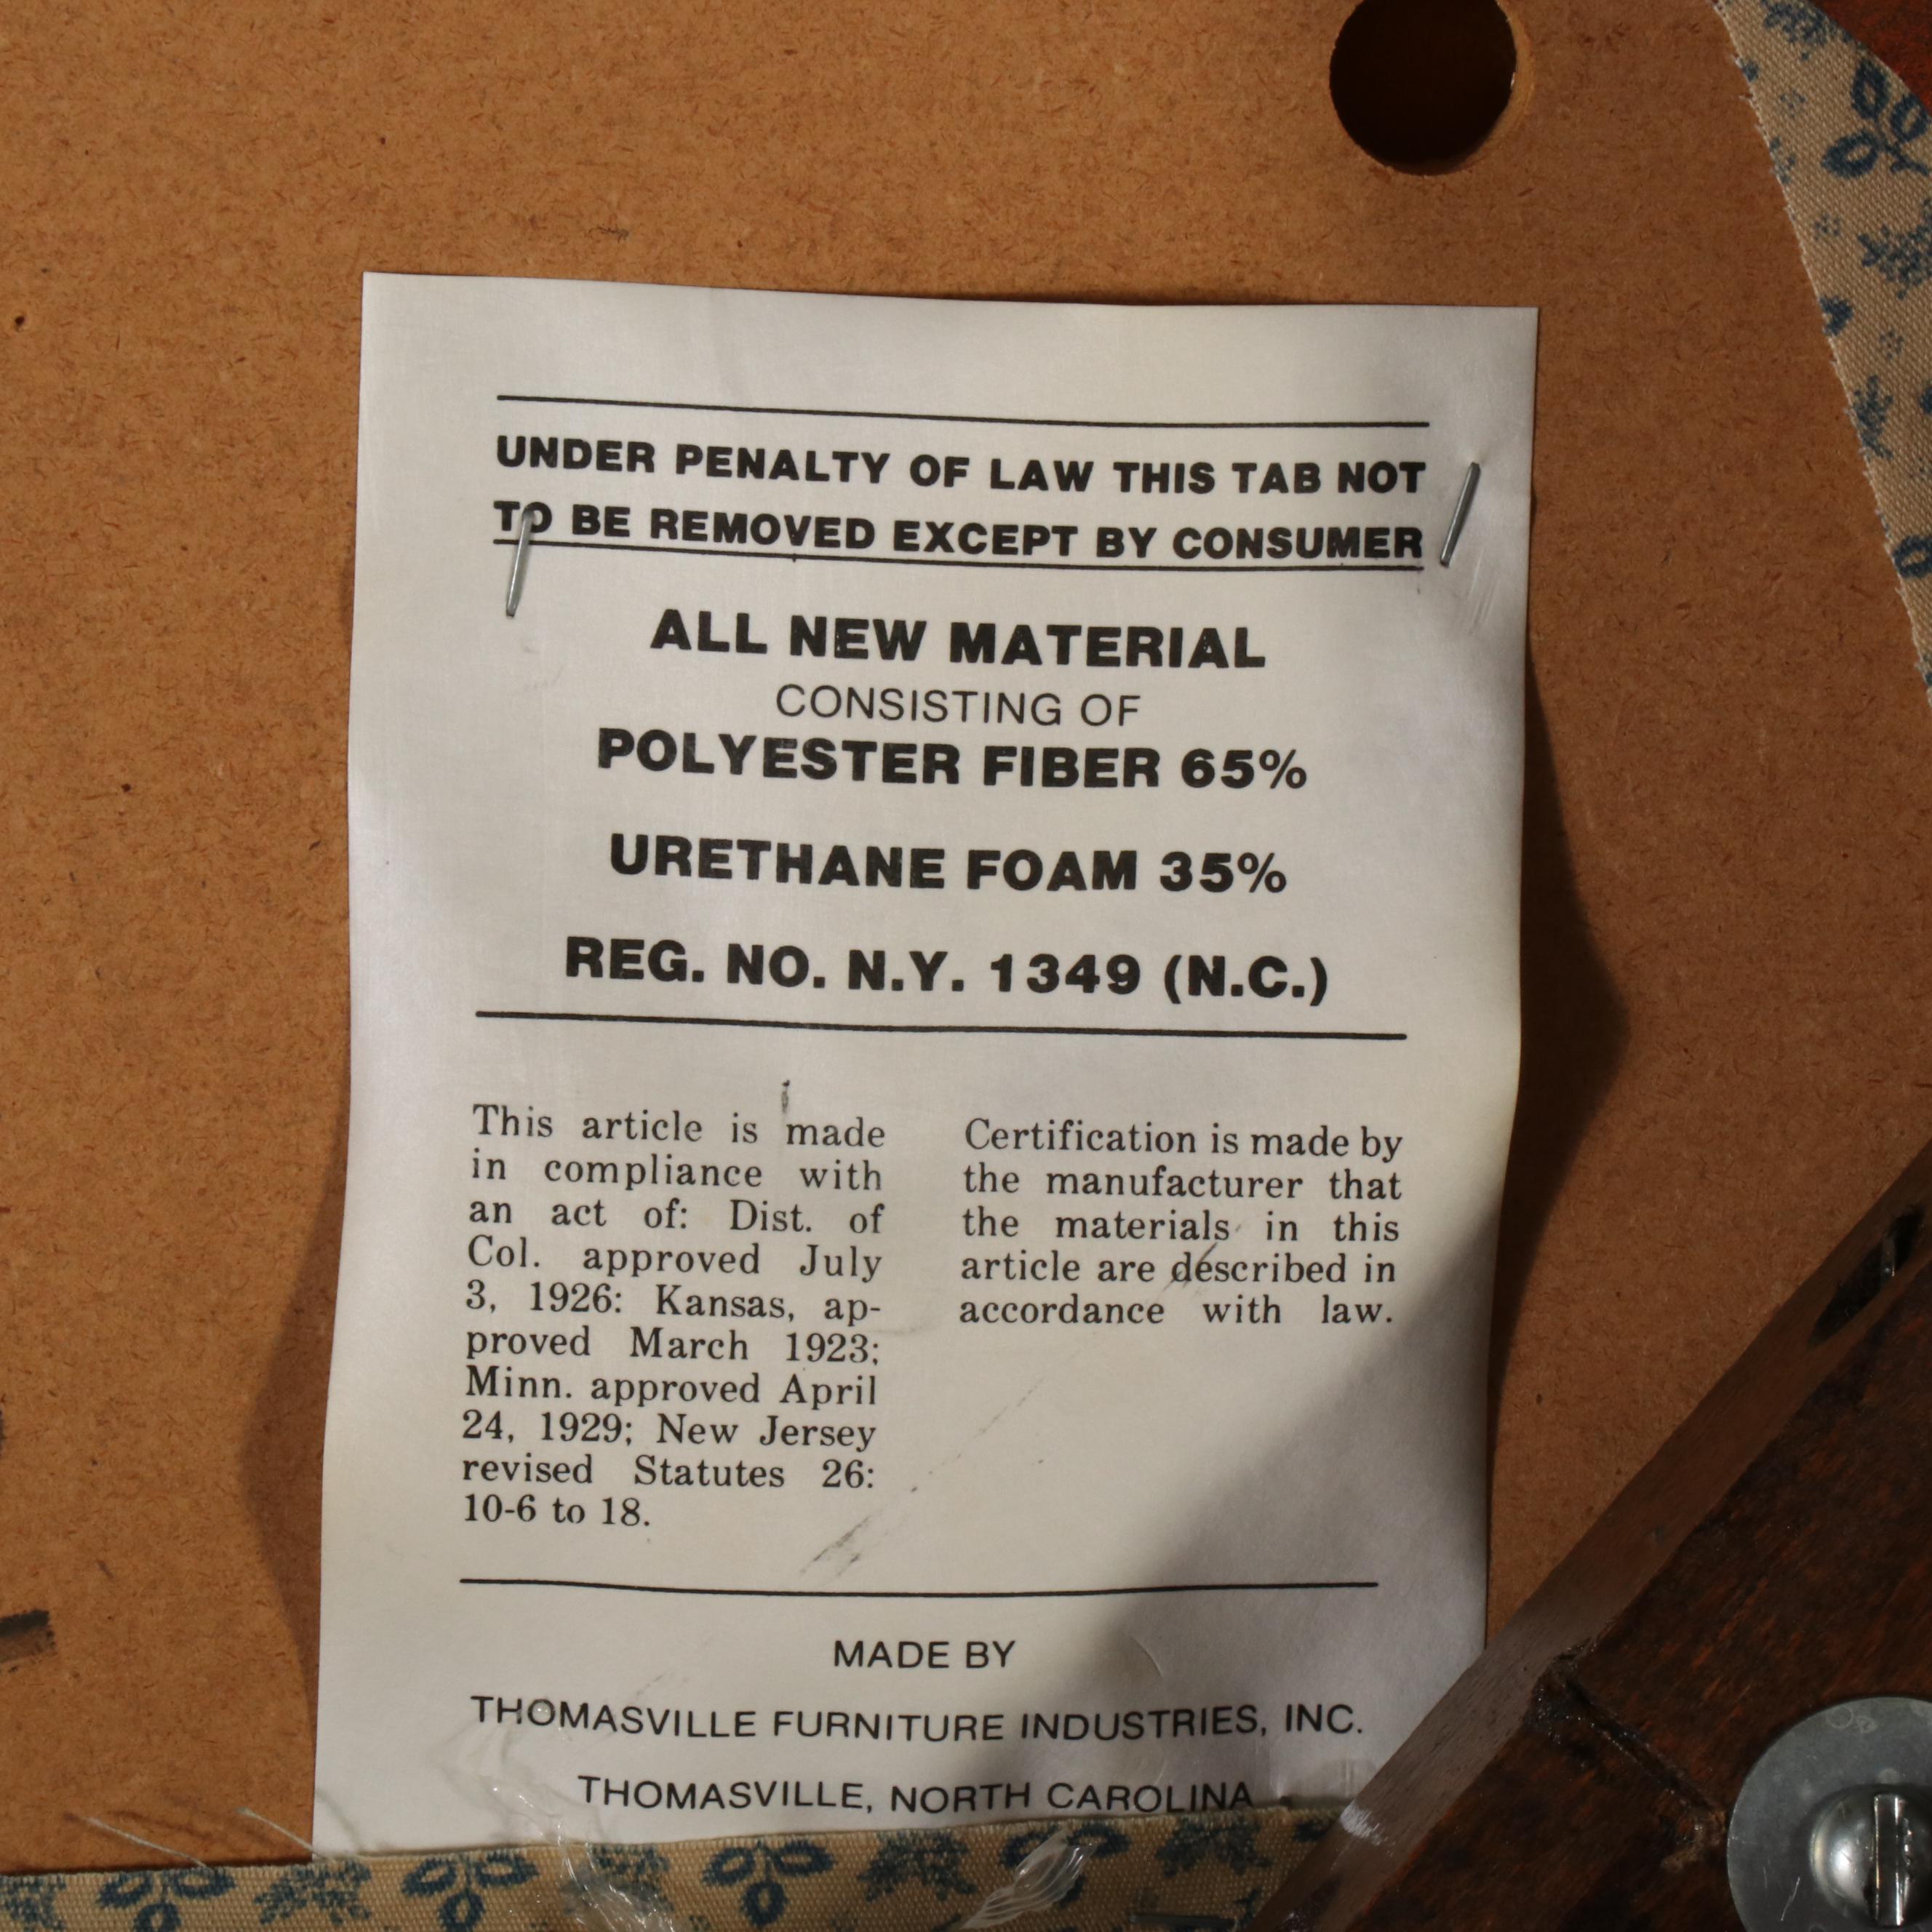 UNDER PENALTY OF LAW THIS TAB NOT
TO BE REMOVED EXCEPT BY CONSUMER
ALL NEW MATERIAL
CONSISTING OF
POLYESTER FIBER 65%
URETHANE FOAM 35%
REG. NO. N.Y. 1349 (N.C.)
This article is made
in compliance with
an act of: Dist. of
Col. approved July
3, 1926: Kansas, ap-
proved March 1923;
Minn. approved April
24, 1929; New Jersey
revised Statutes 26:
10-6 to 18.
Certification is made by
the manufacturer that
the materials in this
article are described in
accordance with law.
MADE BY
THOMASVILLE FURNITURE INDUSTRIES, INC.
THOMASVILLE, NORTH CAROLINA